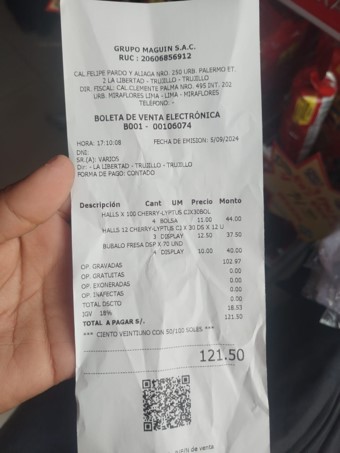 GRUPO MAGUIN S.A.C.
RUC : 20606856912
CAL.FELIPE PARDO Y ALIAGA NRO. 250 URB. PALERMO ET.
2 LA LIBERTAD - TRUJILLO - TRUJILLO
DIR. FISCAL: CAL.CLEMENTE PALMA NRO. 495 INT. 202
URB. MIRAFLORES LIMA - LIMA - MIRAFLORES
TELEFONO: -
BOLETA DE VENTA ELECTRÓNICA
B001 - 00106074
HORA: 17:10:08 FECHA DE EMISION: 5/09/2024
DNI:
SR.(A): VARIOS
Dir: - LA LIBERTAD - TRUJILLO - TRUJILLO
FORMA DE PAGO: CONTADO
Descripción Cant UM Precio Monto
HALLS X 100 CHERRY-LYPTUS CJX30BOL
4 BOLSA 11.00 44.00
HALLS 12 CHERRY-LYPTUS CJ X 30 DS X 12 U
3 DISPLAY 12.50 37.50
BUBALO FRESA DSP X 70 UND
4 DISPLAY 10.00 40.00
OP. GRAVADAS 102.97
OP. GRATUITAS 0.00
OP. EXONERADAS 0.00
OP. INAFECTAS 0.00
TOTAL DSCTO 0.00
IGV 18% 18.53
TOTAL A PAGAR S/. 121.50
*** CIENTO VEINTIUNO CON 50/100 SOLES ***
121.50
de venta